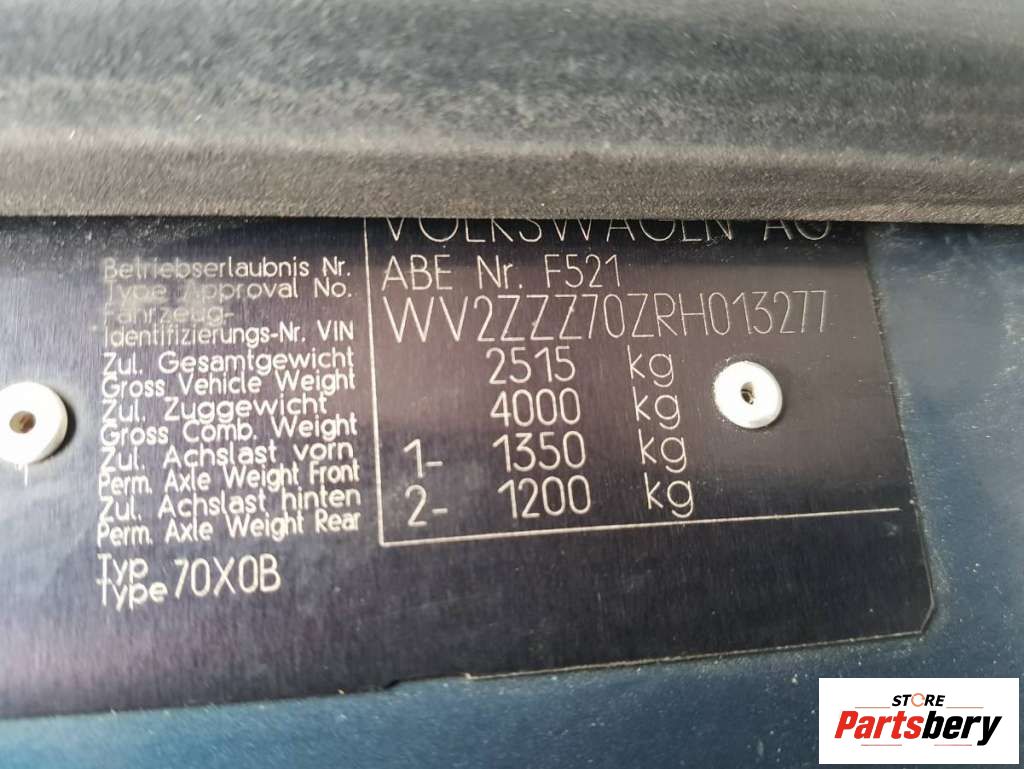 VOLKSWAGEN AG
Betriebserlaubnis Nr.
Type Approval No.
ABE Nr. F521
Fahrzeug-
Identifizierungs-Nr. VIN
WV2ZZZ70ZRH013277
Zul. Gesamtgewicht
Gross Vehicle Weight
2515 kg
Zul. Zuggewicht
Gross Comb. Weight
4000 kg
Zul. Achslast vorn
Perm. Axle Weight Front
1- 1350 kg
Zul. Achslast hinten
Perm. Axle Weight Rear
2- 1200 kg
Typ
Type 70X0B
STORE
Partsbery